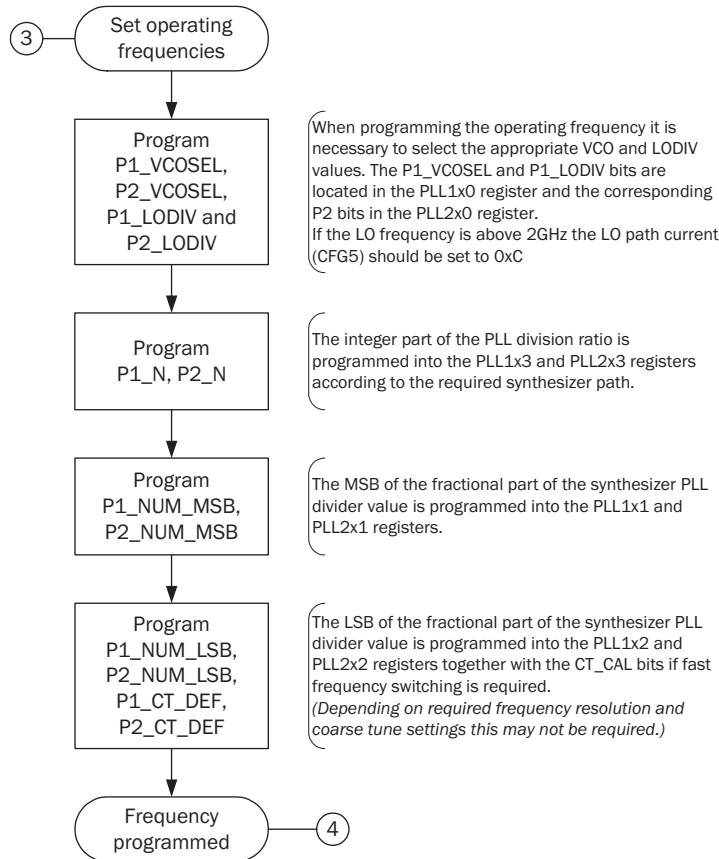 3
Set operating
frequencies
Program
P1_VCOSEL,
P2_VCOSEL,
P1_LODIV and
P2_LODIV
When programming the operating frequency it is
necessary to select the appropriate VCO and LODIV
values. The P1_VCOSEL and P1_LODIV bits are
located in the PLL1x0 register and the corresponding
P2 bits in the PLL2x0 register.
If the LO frequency is above 2GHz the LO path current
(CFG5) should be set to 0xC
Program
P1_N, P2_N
The integer part of the PLL division ratio is
programmed into the PLL1x3 and PLL2x3 registers
according to the required synthesizer path.
Program
P1_NUM_MSB,
P2_NUM_MSB
The MSB of the fractional part of the synthesizer PLL
divider value is programmed into the PLL1x1 and
PLL2x1 registers.
Program
P1_NUM_LSB,
P2_NUM_LSB,
P1_CT_DEF,
P2_CT_DEF
The LSB of the fractional part of the synthesizer PLL
divider value is programmed into the PLL1x2 and
PLL2x2 registers together with the CT_CAL bits if fast
frequency switching is required.
(Depending on required frequency resolution and
coarse tune settings this may not be required.)
Frequency
programmed
4